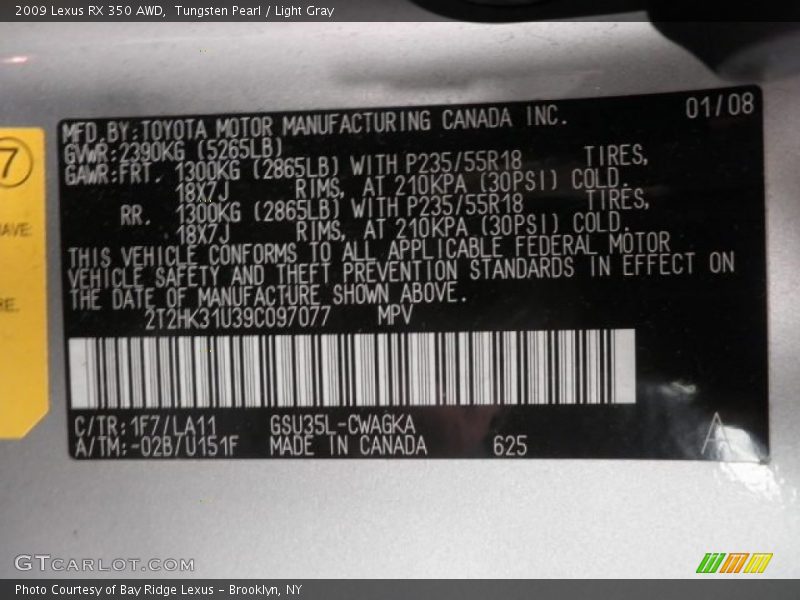 2009 Lexus RX 350 AWD,  Tungsten Pearl / Light Gray
01/08
MFD.BY:TOYOTA MOTOR MANUFACTURING CANADA INC.
GVWR:2390KG (5265LB)
GAWR:FRT. 1300KG (2865LB) WITH P235/55R18 TIRES,
18X7J RIMS, AT 210KPA (30PSI) COLD.
RR. 1300KG (2865LB) WITH P235/55R18 TIRES,
18X7J RIMS, AT 210KPA (30PSI) COLD.
THIS VEHICLE CONFORMS TO ALL APPLICABLE FEDERAL MOTOR
VEHICLE SAFETY AND THEFT PREVENTION STANDARDS IN EFFECT ON
THE DATE OF MANUFACTURE SHOWN ABOVE.
2T2HK31U39C097077 MPV
C/TR:1F7/LA11 GSU35L-CWAGKA
A/TM:-02B/U151F MADE IN CANADA 625
A
7
GTCARLOT.COM
Photo Courtesy of Bay Ridge Lexus - Brooklyn, NY